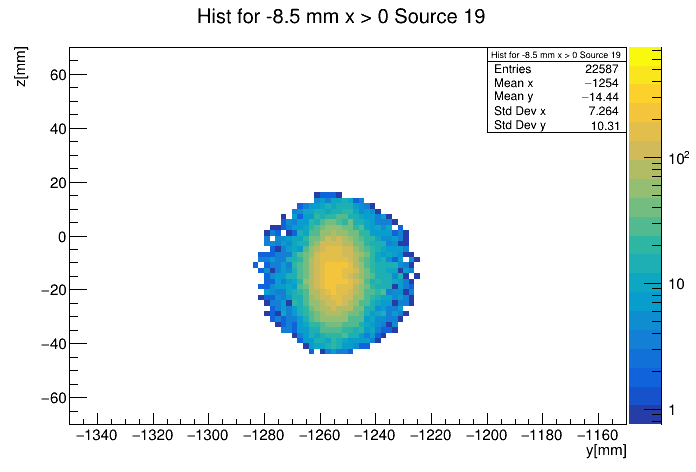 Hist for -8.5 mm x > 0 Source 19
z[mm]
Hist for -8.5 mm x > 0 Source 19
Entries 22587
Mean x −1254
Mean y −14.44
Std Dev x 7.264
Std Dev y 10.31
60
40
20
0
−20
−40
−60
10²
10
1
−1340 −1320 −1300 −1280 −1260 −1240 −1220 −1200 −1180 −1160
y[mm]